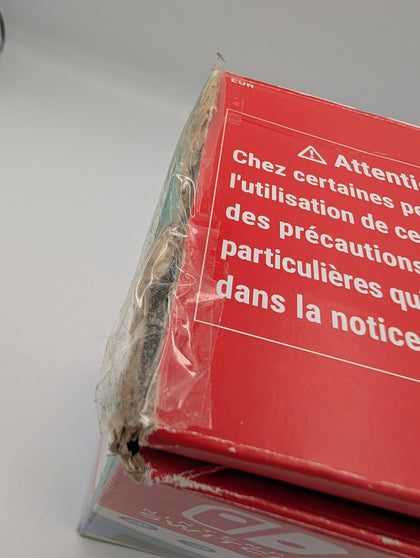 EUR
⚠ Attenti
Chez certaines pe
l'utilisation de ce
des précautions
particulières qu
dans la notice